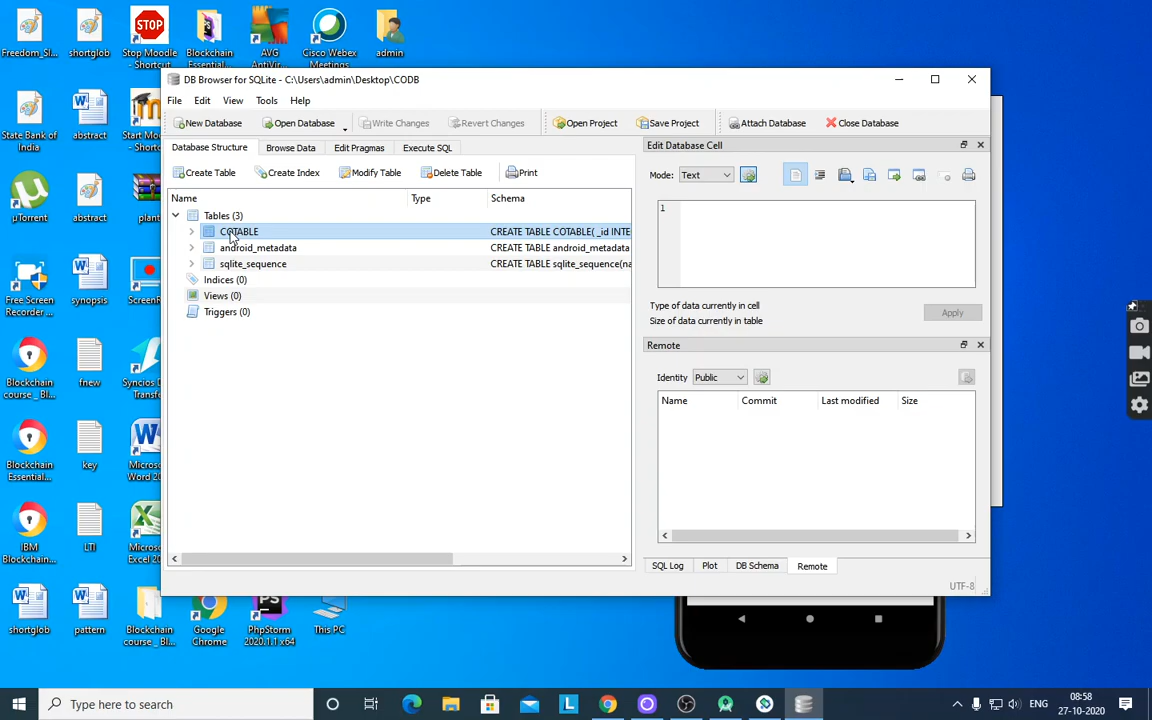 Freedom_Sl...
shortglob
Stop Moodle - Shortcut
Blockchain Essential...
AVG AntiVir...
Cisco Webex Meetings
admin
STOP
State Bank of India
abstract
Start Moo...
µTorrent
abstract
plant
Free Screen Recorder ...
synopsis
ScreenR
Blockchain course _ Bl...
fnew
Syncios D
Transfe
Blockchain Essential...
key
Microso
Word 20
IBM Blockchain...
LTI
Microso
Excel 20
shortglob
pattern
Blockchain course _ Bl...
Google Chrome
PhpStorm 2020.1.1 x64
This PC
DB Browser for SQLite - C:\Users\admin\Desktop\CODB
File Edit View Tools Help
New Database Open Database Write Changes Revert Changes Open Project Save Project Attach Database Close Database
Database Structure Browse Data Edit Pragmas Execute SQL
Create Table Create Index Modify Table Delete Table Print
Name Type Schema
Tables (3)
COTABLE CREATE TABLE COTABLE( _id INTE
android_metadata CREATE TABLE android_metadata
sqlite_sequence CREATE TABLE sqlite_sequence(na
Indices (0)
Views (0)
Triggers (0)
Edit Database Cell
Mode: Text
1
Type of data currently in cell
Size of data currently in table
Apply
Remote
Identity Public
Name Commit Last modified Size
SQL Log Plot DB Schema Remote
UTF-8
Type here to search
ENG
08:58
27-10-2020